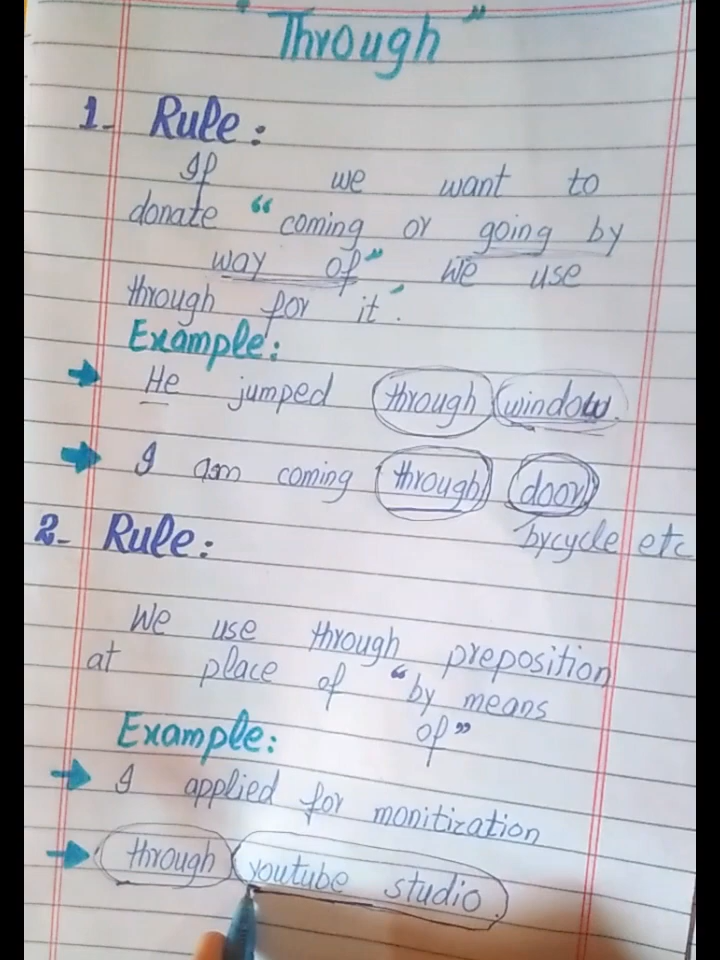 "Through"
1- Rule:
If we want to
donate “coming or going by
way of” we use
through for it.
Example:
He jumped through window.
I am coming through door
bycycle etc
2- Rule:
We use through preposition
at place of “by means
of”
Example:
I applied for monitization
through youtube studio.